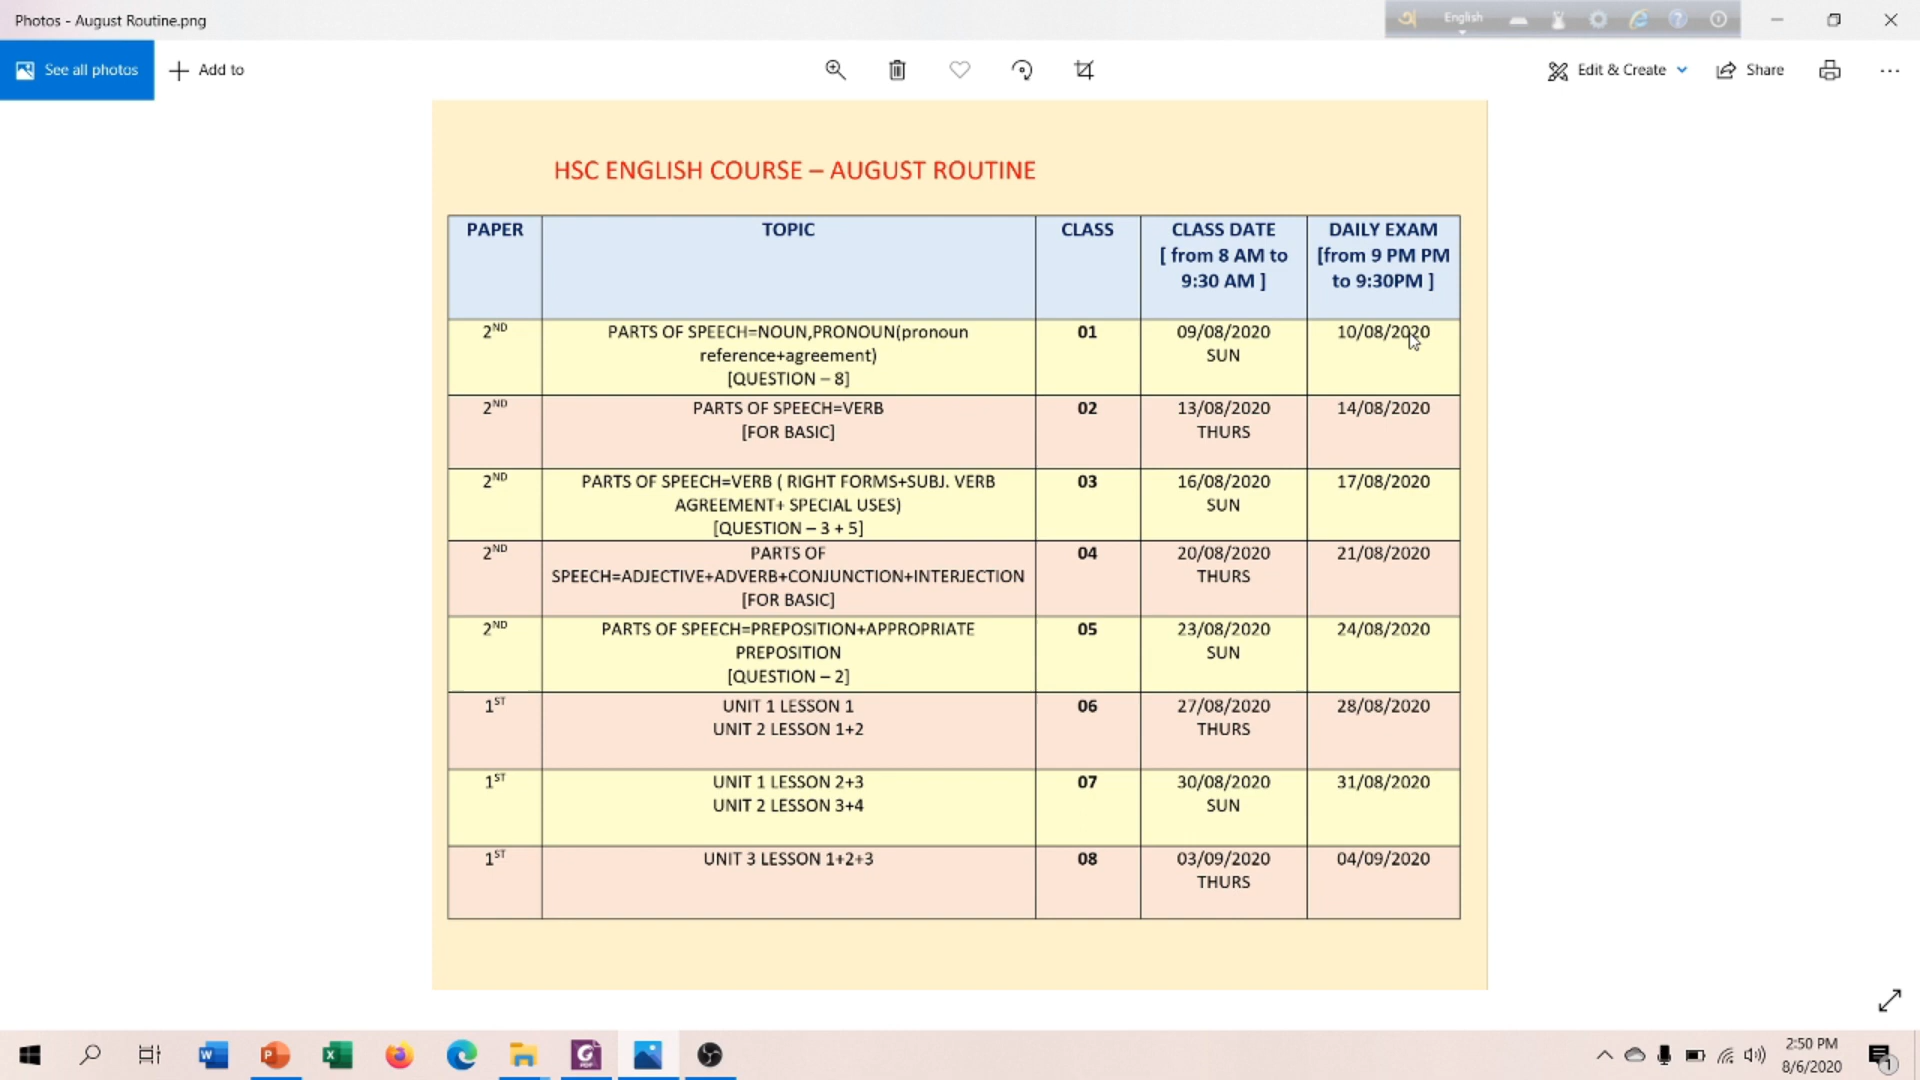 Photos - August Routine.png
English
See all photos
Add to
Edit & Create
Share
HSC ENGLISH COURSE – AUGUST ROUTINE
PAPER
TOPIC
CLASS
CLASS DATE
[ from 8 AM to
9:30 AM ]
DAILY EXAM
[from 9 PM PM
to 9:30PM ]
2ND
PARTS OF SPEECH=NOUN,PRONOUN(pronoun
reference+agreement)
[QUESTION – 8]
01
09/08/2020
SUN
10/08/2020
2ND
PARTS OF SPEECH=VERB
[FOR BASIC]
02
13/08/2020
THURS
14/08/2020
2ND
PARTS OF SPEECH=VERB ( RIGHT FORMS+SUBJ. VERB
AGREEMENT+ SPECIAL USES)
[QUESTION – 3 + 5]
03
16/08/2020
SUN
17/08/2020
2ND
PARTS OF
SPEECH=ADJECTIVE+ADVERB+CONJUNCTION+INTERJECTION
[FOR BASIC]
04
20/08/2020
THURS
21/08/2020
2ND
PARTS OF SPEECH=PREPOSITION+APPROPRIATE
PREPOSITION
[QUESTION – 2]
05
23/08/2020
SUN
24/08/2020
1ST
UNIT 1 LESSON 1
UNIT 2 LESSON 1+2
06
27/08/2020
THURS
28/08/2020
1ST
UNIT 1 LESSON 2+3
UNIT 2 LESSON 3+4
07
30/08/2020
SUN
31/08/2020
1ST
UNIT 3 LESSON 1+2+3
08
03/09/2020
THURS
04/09/2020
2:50 PM
8/6/2020
1